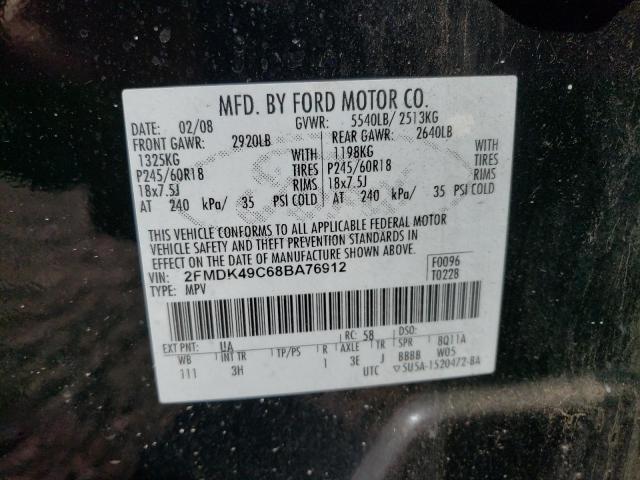 MFD. BY FORD MOTOR CO.
DATE: 02/08 GVWR: 5540LB/ 2513KG
FRONT GAWR: 2920LB REAR GAWR: 2640LB
1325KG WITH 1198KG WITH
P245/60R18 TIRES P245/60R18 TIRES
18x7.5J RIMS 18x7.5J RIMS
AT 240 kPa/ 35 PSI COLD AT 240 kPa/ 35 PSI COLD
THIS VEHICLE CONFORMS TO ALL APPLICABLE FEDERAL MOTOR
VEHICLE SAFETY AND THEFT PREVENTION STANDARDS IN
EFFECT ON THE DATE OF MANUFACTURE SHOWN ABOVE.
VIN: 2FMDK49C68BA76912 F0096
TYPE: MPV T0228
EXT PNT: UA RC: 58 DSO:
WB INT TR TP/PS R AXLE TR SPR BQ11A
111 3H 1 3E J BBBB W05
UTC ▽SU5A-1520472-BA